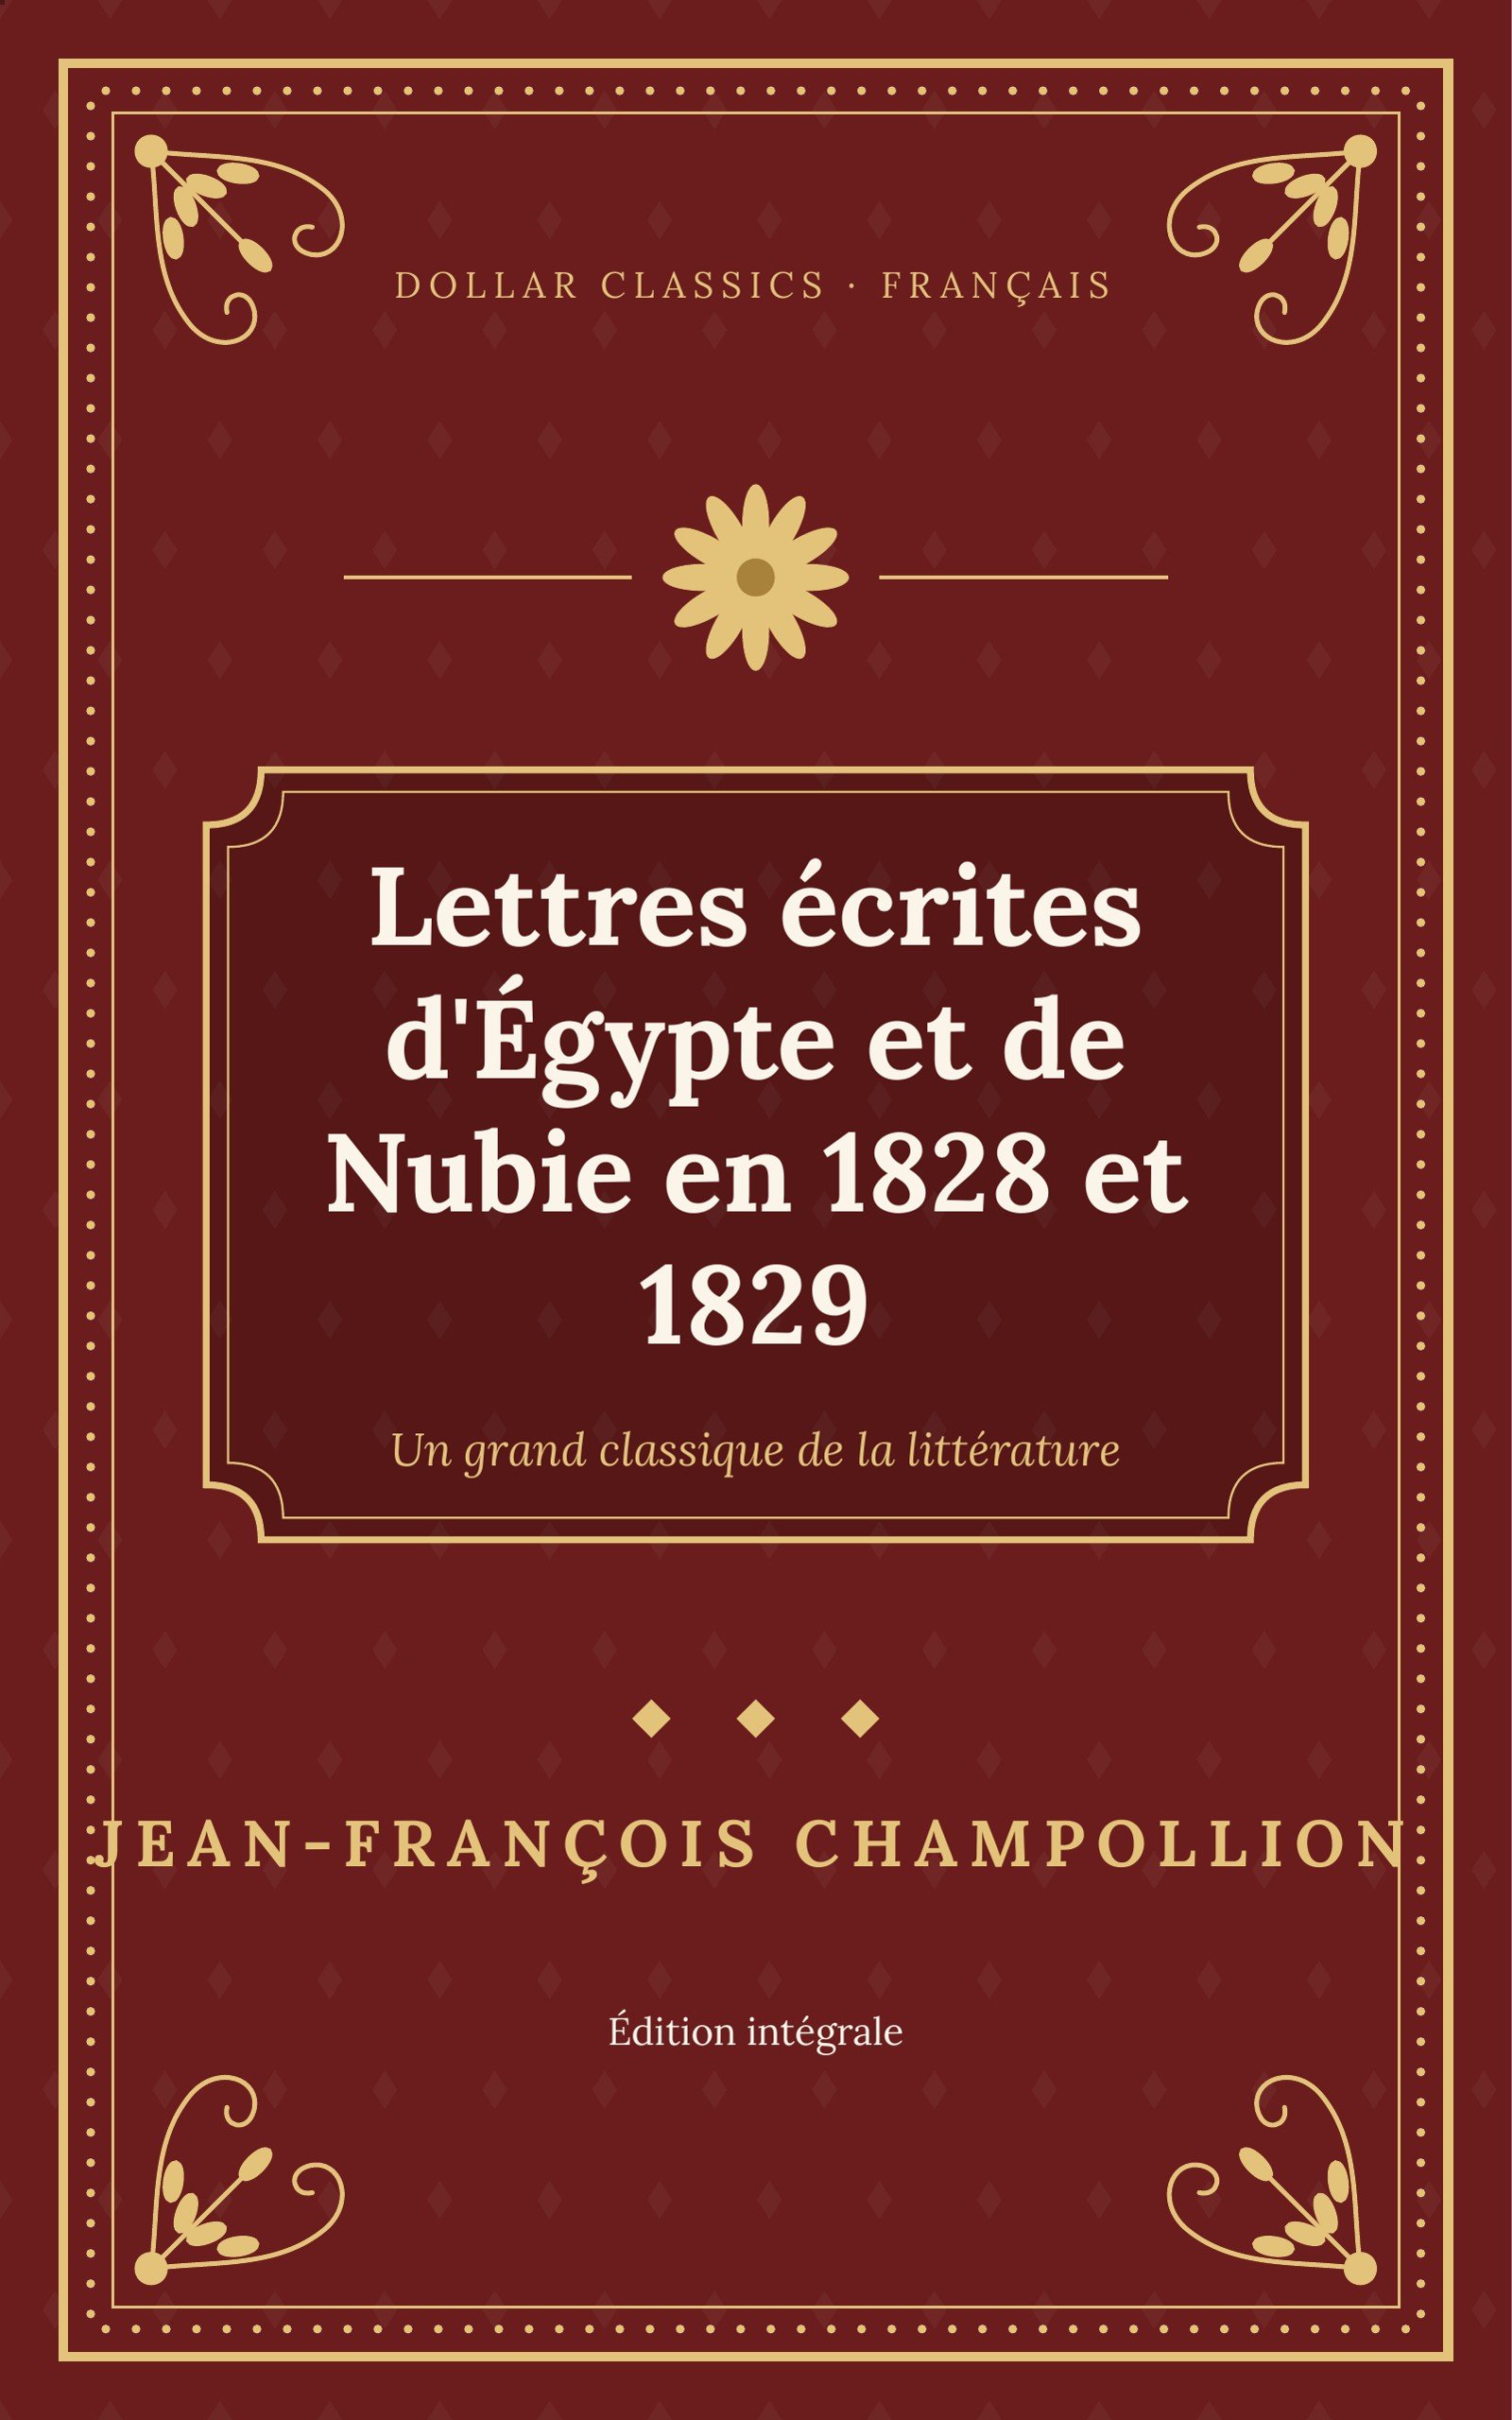 DOLLAR CLASSICS · FRANÇAIS
Lettres écrites
d'Égypte et de
Nubie en 1828 et
1829
Un grand classique de la littérature
JEAN-FRANÇOIS CHAMPOLLION
Édition intégrale